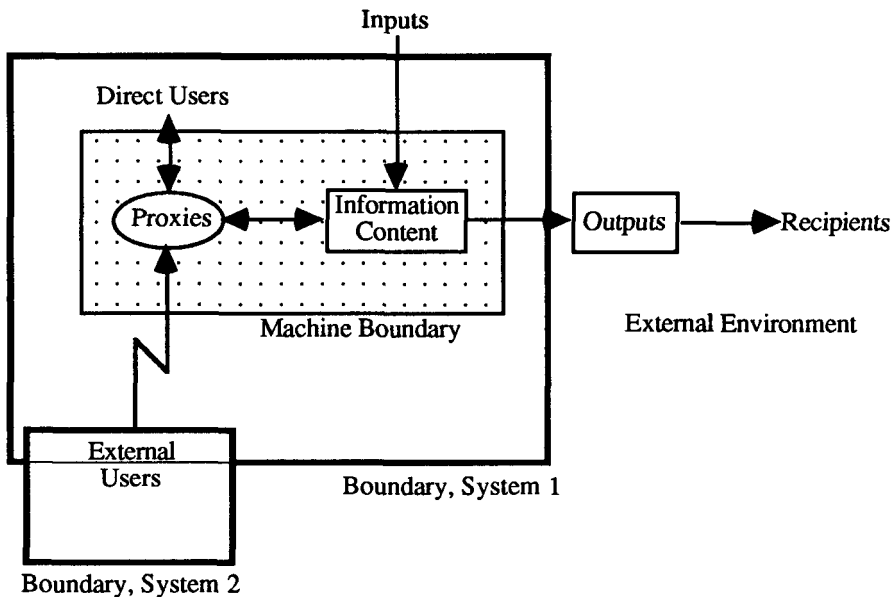 Inputs
Direct Users
Proxies
Information
Content
Outputs
Recipients
Machine Boundary
External Environment
External
Users
Boundary, System 1
Boundary, System 2